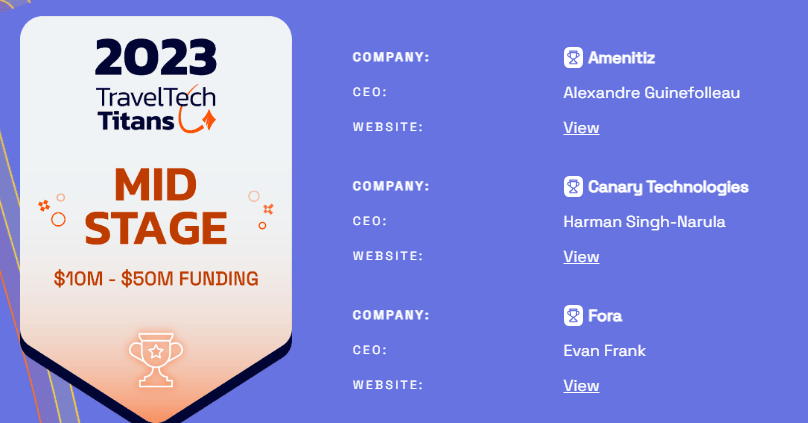 2023
TravelTech
Titans
MID
STAGE
$10M - $50M FUNDING
COMPANY: Amenitiz
CEO: Alexandre Guinefolleau
WEBSITE: View
COMPANY: Canary Technologies
CEO: Harman Singh-Narula
WEBSITE: View
COMPANY: Fora
CEO: Evan Frank
WEBSITE: View